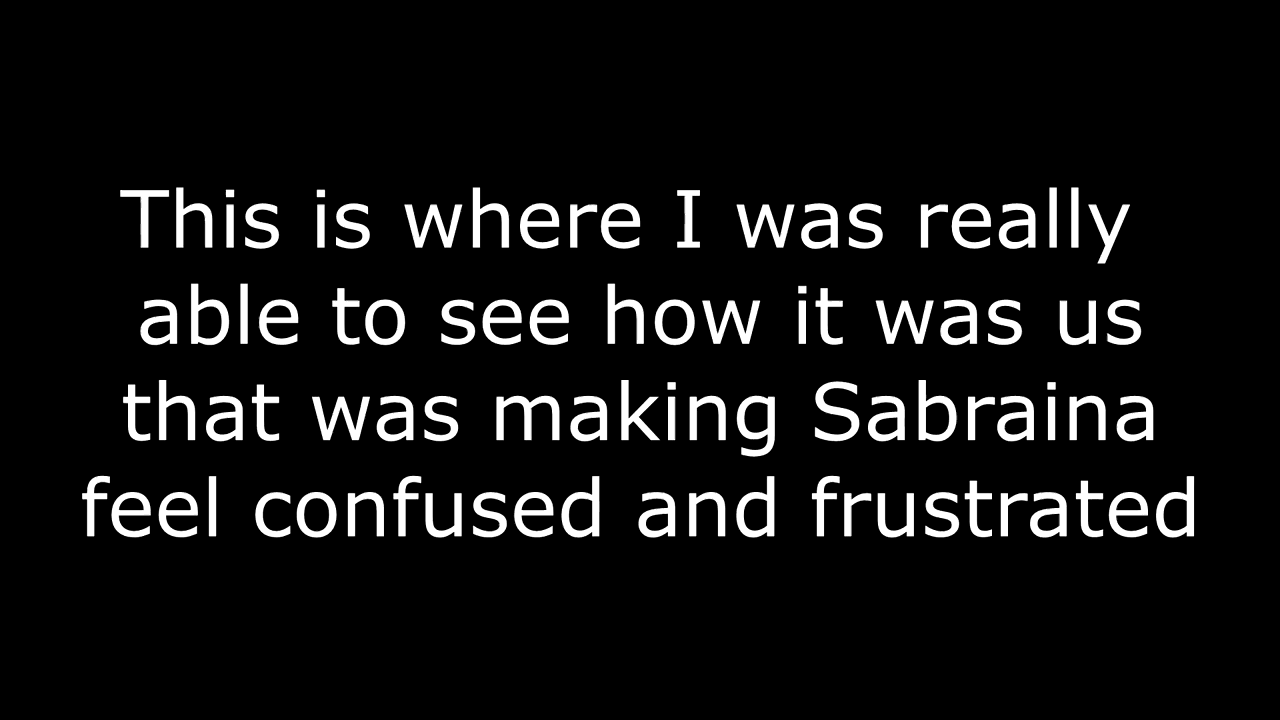 This is where I was really
able to see how it was us
that was making Sabraina
feel confused and frustrated